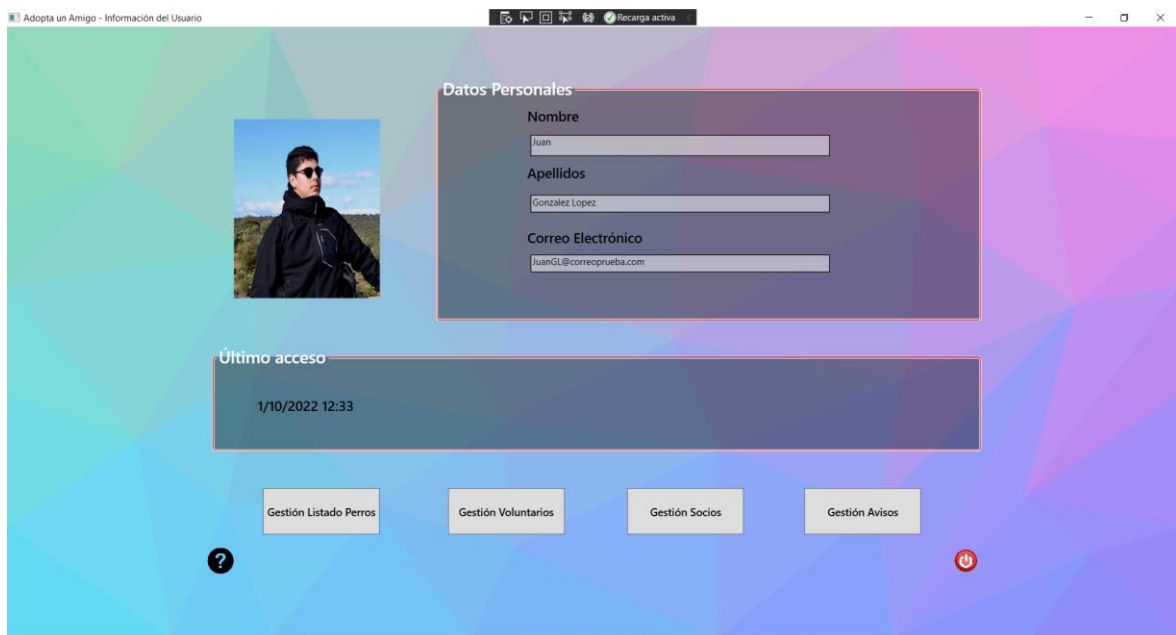 Adopta un Amigo - Información del Usuario
Recarga activa
Datos Personales
Nombre
Juan
Apellidos
Gonzalez Lopez
Correo Electrónico
JuanGL@correoprueba.com
Último acceso
1/10/2022 12:33
Gestión Listado Perros
Gestión Voluntarios
Gestión Socios
Gestión Avisos
?